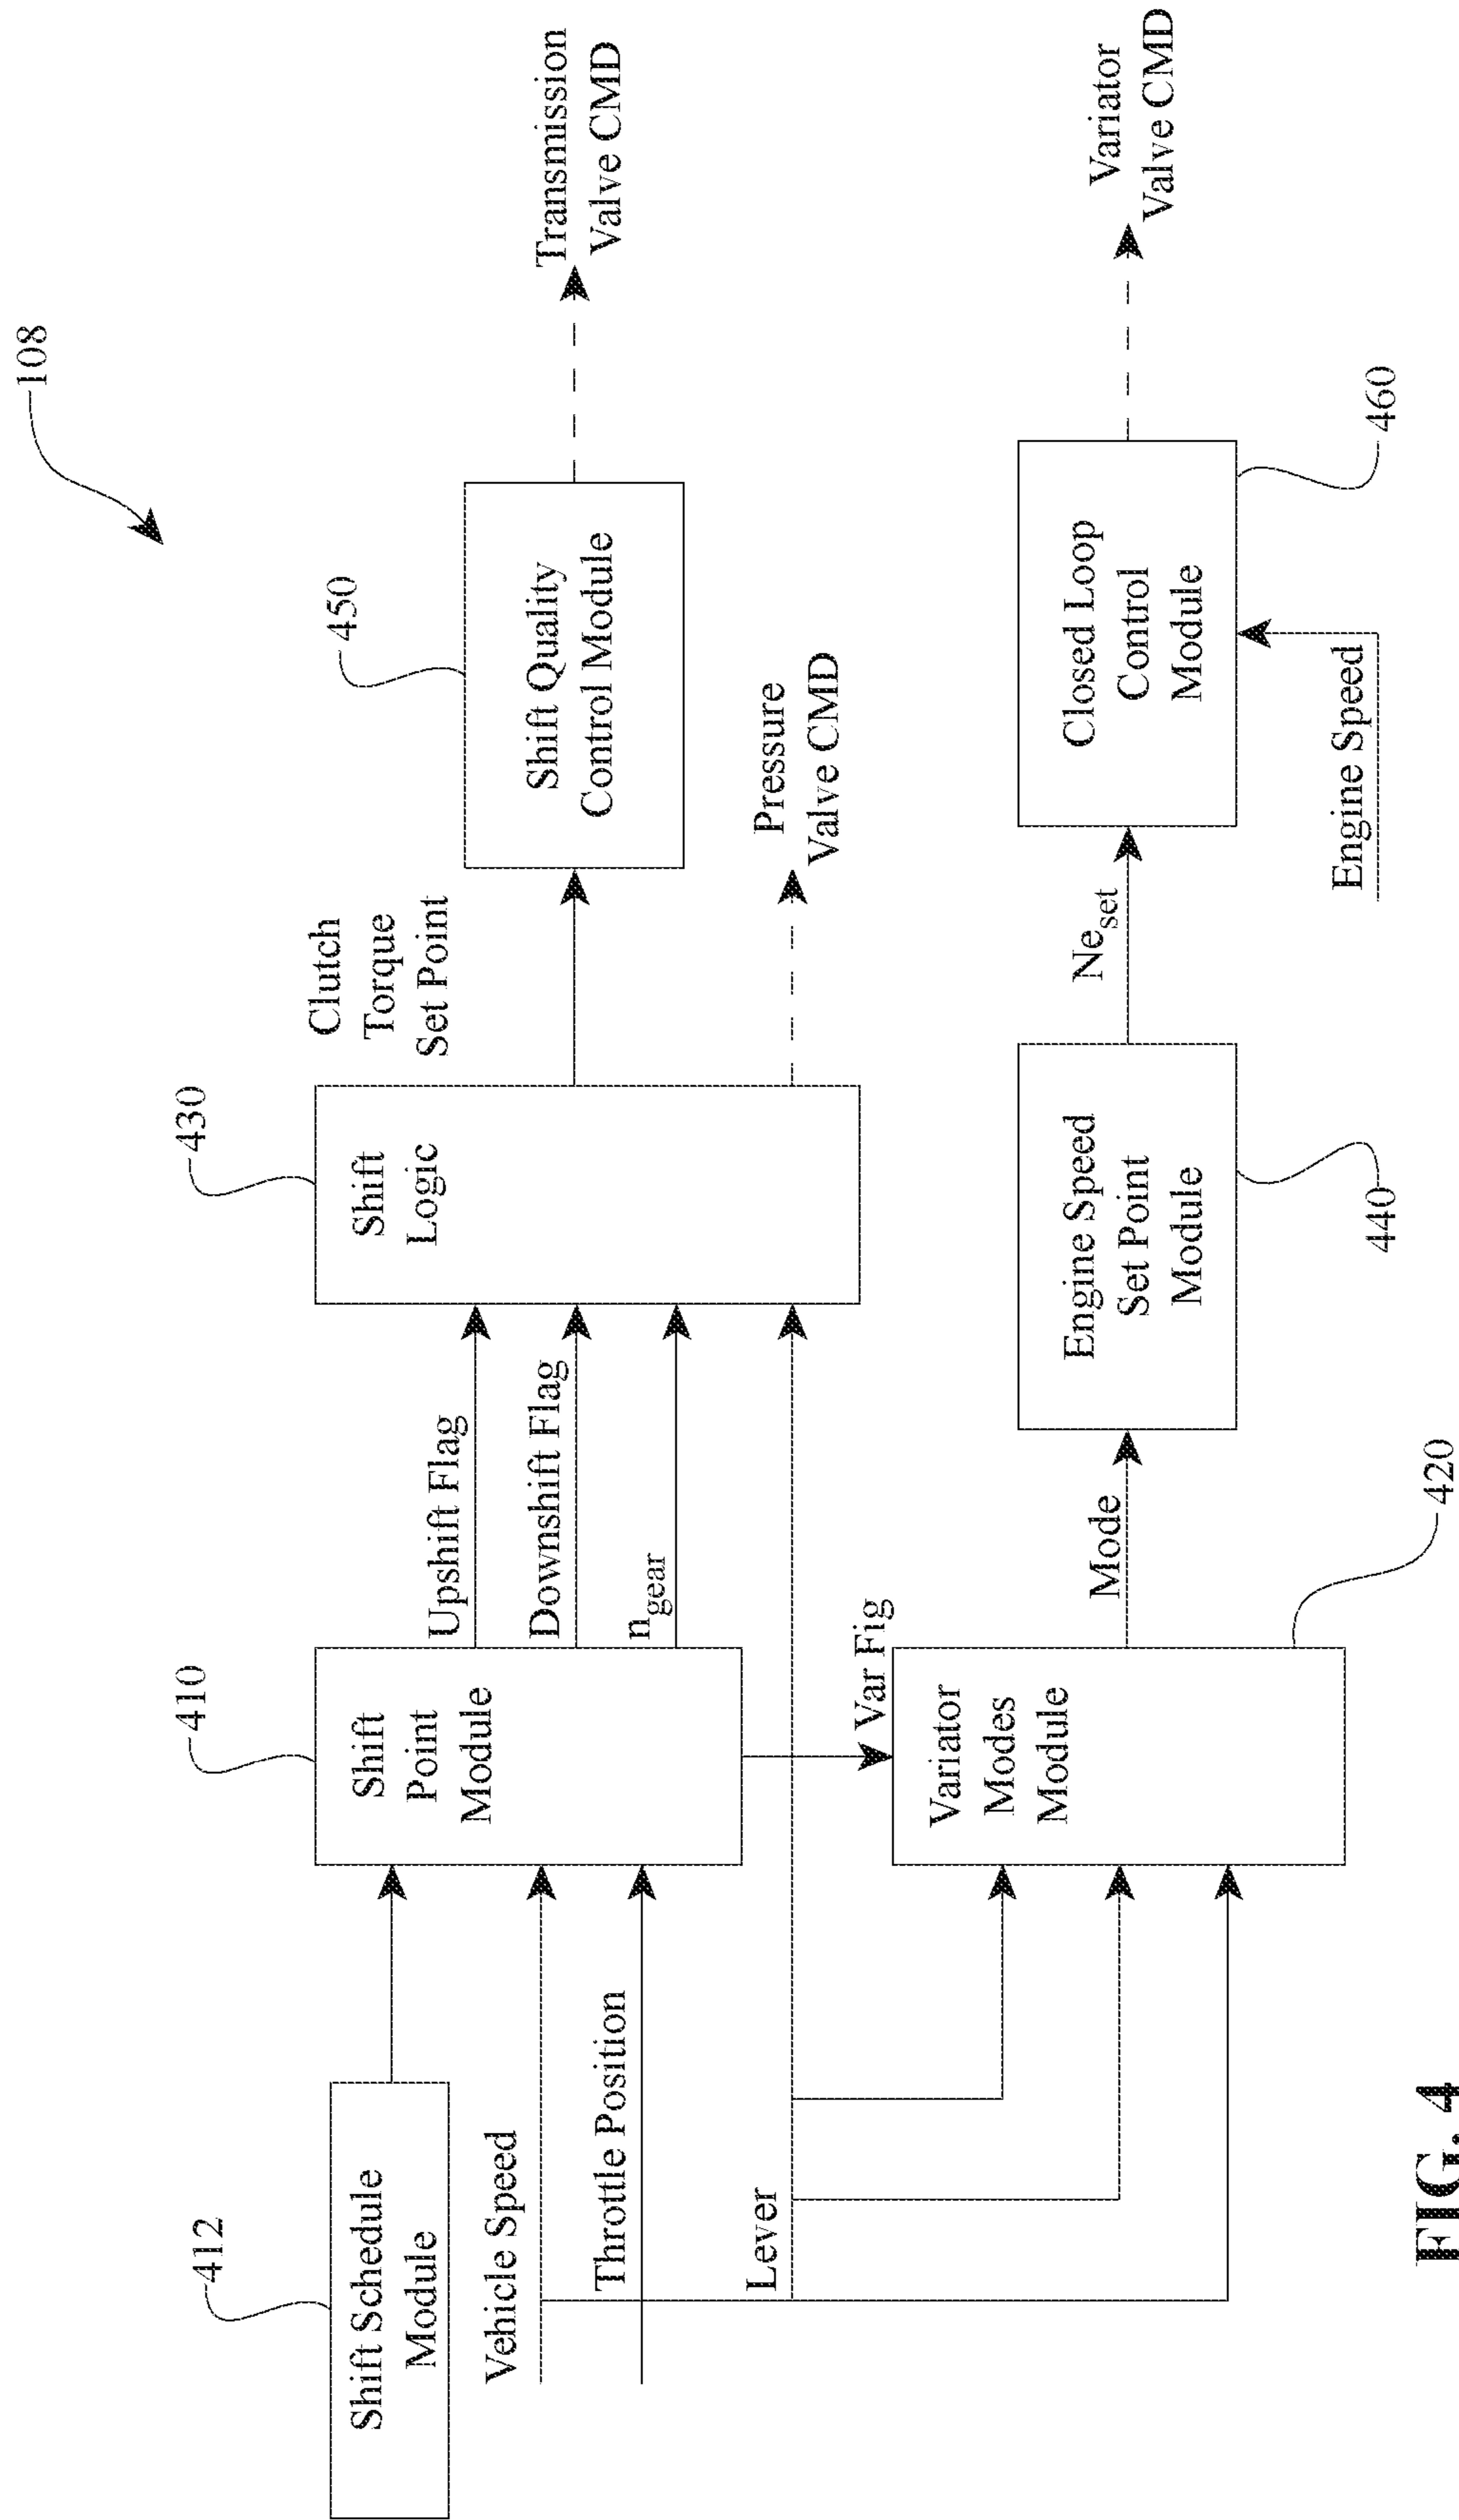 108
412
Shift Schedule
Module
Vehicle Speed
Throttle Position
Lever
410
Shift
Point
Module
Upshift Flag
Downshift Flag
n_gear
Var Fig
430
Shift
Logic
Clutch
Torque
Set Point
450
Shift Quality
Control Module
Transmission
Valve CMD
Pressure
Valve CMD
Variator
Modes
Module
420
Mode
Engine Speed
Set Point
Module
440
Ne_set
Closed Loop
Control
Module
460
Engine Speed
Variator
Valve CMD
FIG. 4